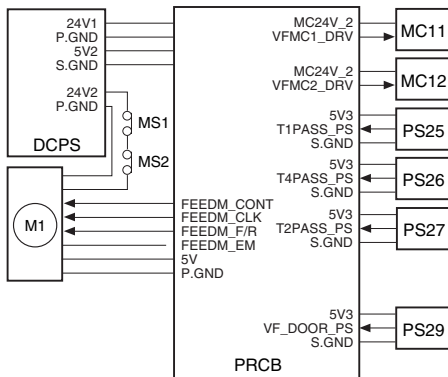 24V1
P.GND
5V2
S.GND
24V2
P.GND
DCPS
MS1
MS2
M1
FEEDM_CONT
FEEDM_CLK
FEEDM_F/R
FEEDM_EM
5V
P.GND
MC24V_2
VFMC1_DRV
MC11
MC24V_2
VFMC2_DRV
MC12
5V3
T1PASS_PS
S.GND
PS25
5V3
T4PASS_PS
S.GND
PS26
5V3
T2PASS_PS
S.GND
PS27
5V3
VF_DOOR_PS
S.GND
PS29
PRCB